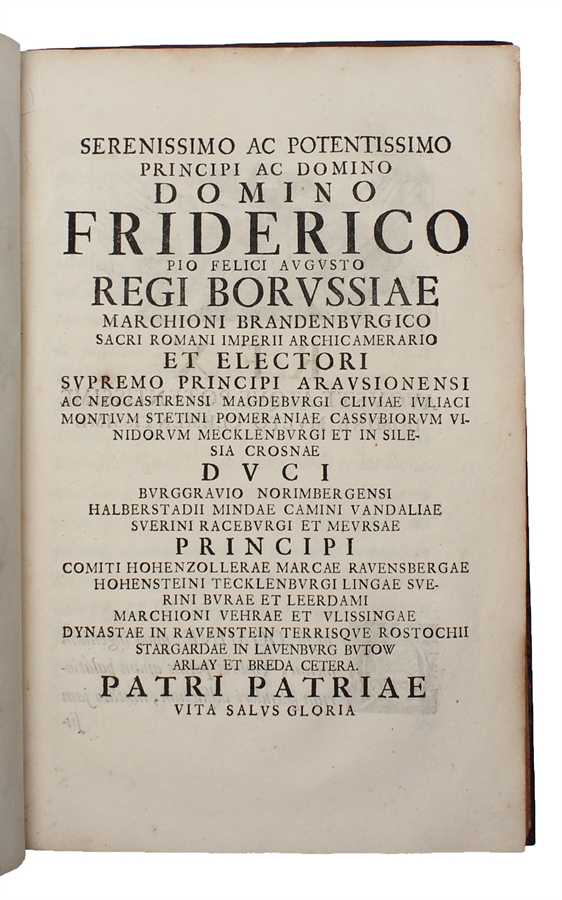 SERENISSIMO AC POTENTISSIMO
PRINCIPI AC DOMINO
DOMINO
FRIDERICO
PIO FELICI AVGVSTO
REGI BORVSSIAE
MARCHIONI BRANDENBVRGICO
SACRI ROMANI IMPERII ARCHICAMERARIO
ET ELECTORI
SVPREMO PRINCIPI ARAVSIONENSI
AC NEOCASTRENSI MAGDEBVRGI CLIVIAE IVLIACI
MONTIVM STETINI POMERANIAE CASSVBIORVM VI-
NIDORVM MECKLENBVRGI ET IN SILE-
SIA CROSNAE
DVCI
BVRGGRAVIO NORIMBERGENSI
HALBERSTADII MINDAE CAMINI VANDALIAE
SVERINI RACEBVRGI ET MEVRSAE
PRINCIPI
COMITI HOHENZOLLERAE MARCAE RAVENSBERGAE
HOHENSTEINI TECKLENBVRGI LINGAE SVE-
RINI BVRAE ET LEERDAMI
MARCHIONI VEHRAE ET VLISSINGAE
DYNASTAE IN RAVENSTEIN TERRISQVE ROSTOCHII
STARGARDAE IN LAVENBVRG BVTOW
ARLAY ET BREDA CETERA.
PATRI PATRIAE
VITA SALVS GLORIA